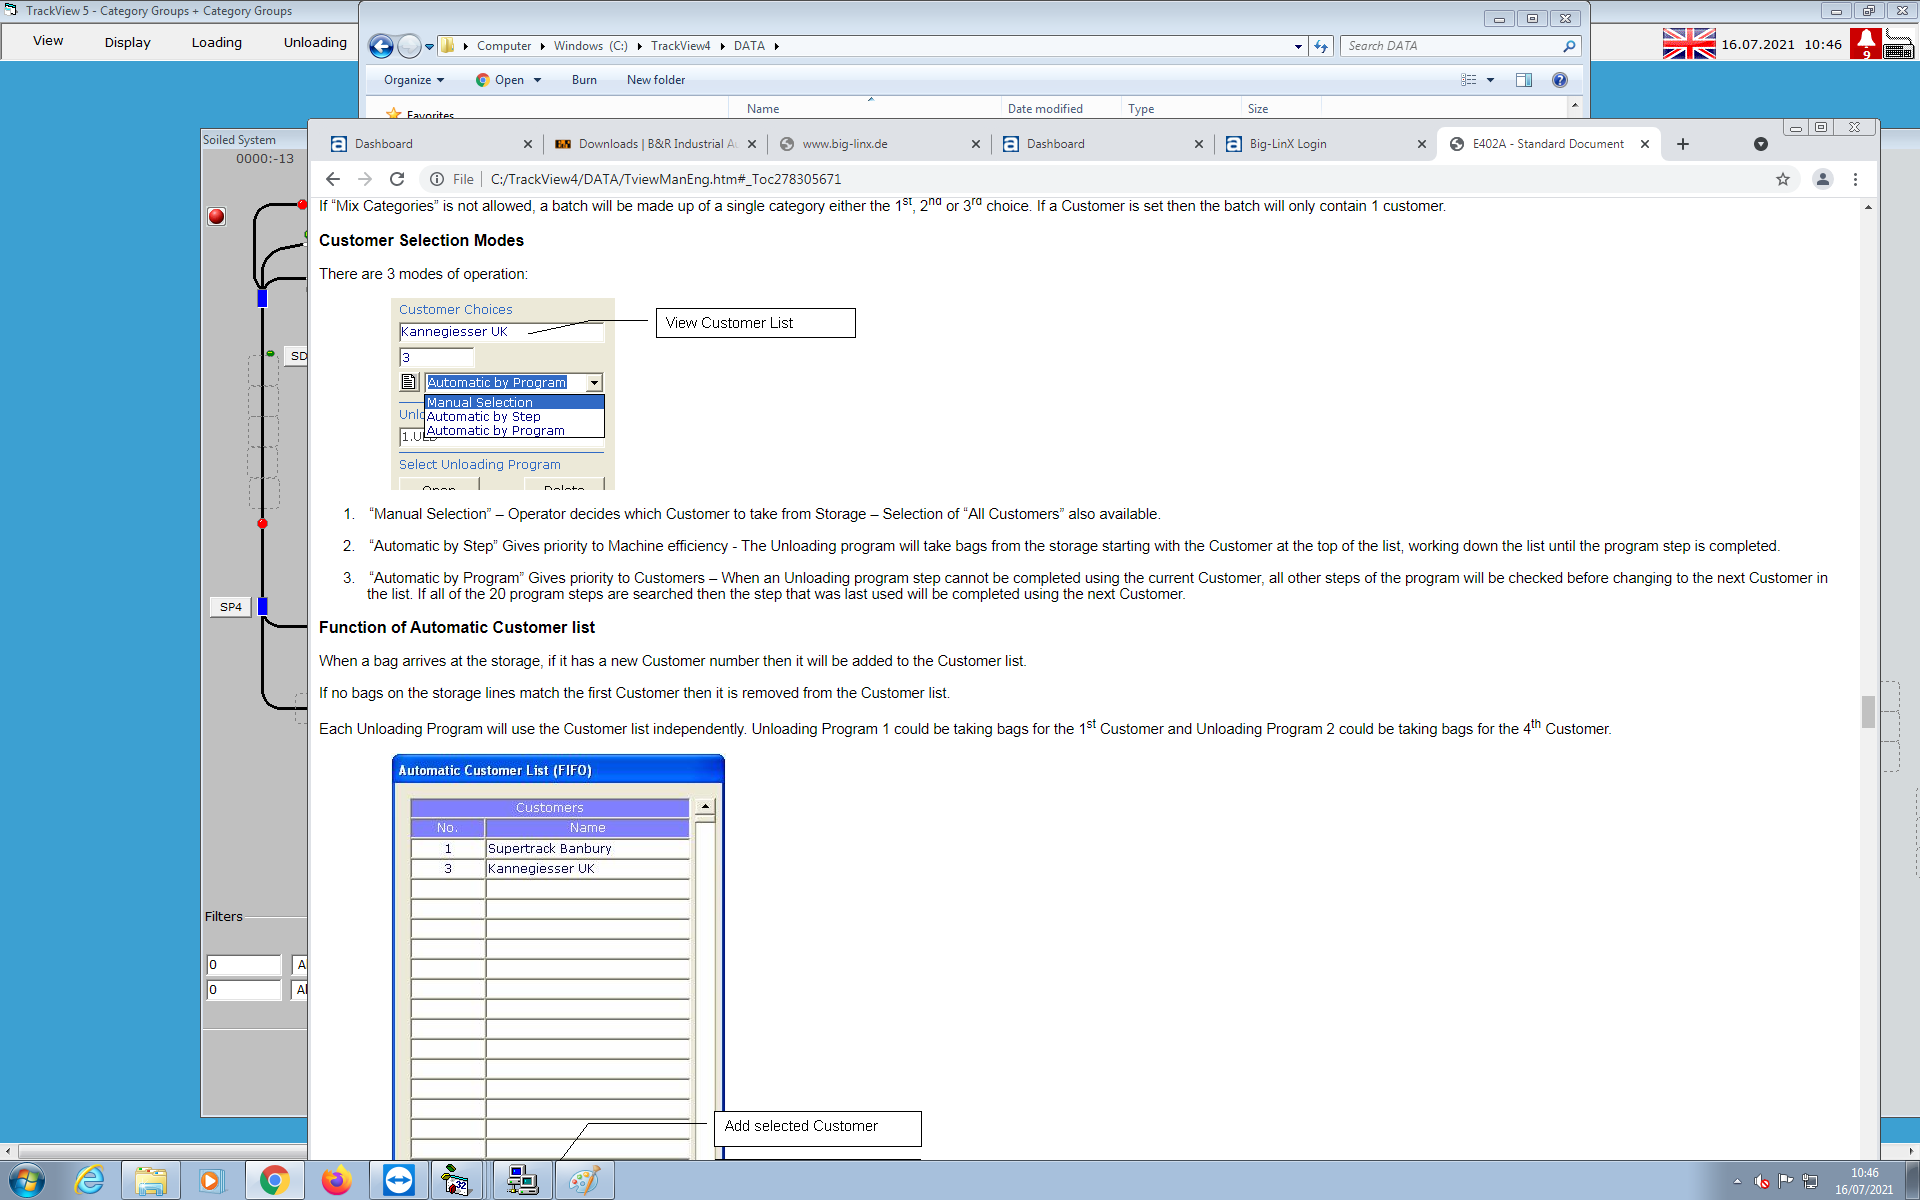 TrackView 5 - Category Groups + Category Groups
View
Display
Loading
Unloading
16.07.2021 10:46
9
Computer
Windows (C:)
TrackView4
DATA
Search DATA
Organize
Open
Burn
New folder
Favorites
Name
Date modified
Type
Size
Soiled System
0000:-13
SD
SP4
Filters
0
Al
0
Al
Dashboard
Downloads | B&R Industrial Au
www.big-linx.de
Dashboard
Big-LinX Login
E402A - Standard Document
File
C:/TrackView4/DATA/TviewManEng.htm#_Toc278305671
If “Mix Categories” is not allowed, a batch will be made up of a single category either the 1st, 2nd or 3rd choice. If a Customer is set then the batch will only contain 1 customer.
Customer Selection Modes
There are 3 modes of operation:
Customer Choices
Kannegiesser UK
View Customer List
3
Automatic by Program
Manual Selection
Automatic by Step
Automatic by Program
Unlo
1.ULD
Select Unloading Program
Open
Delete
1. “Manual Selection” – Operator decides which Customer to take from Storage – Selection of “All Customers” also available.
2. “Automatic by Step” Gives priority to Machine efficiency - The Unloading program will take bags from the storage starting with the Customer at the top of the list, working down the list until the program step is completed.
3. “Automatic by Program” Gives priority to Customers – When an Unloading program step cannot be completed using the current Customer, all other steps of the program will be checked before changing to the next Customer in
the list. If all of the 20 program steps are searched then the step that was last used will be completed using the next Customer.
Function of Automatic Customer list
When a bag arrives at the storage, if it has a new Customer number then it will be added to the Customer list.
If no bags on the storage lines match the first Customer then it is removed from the Customer list.
Each Unloading Program will use the Customer list independently. Unloading Program 1 could be taking bags for the 1st Customer and Unloading Program 2 could be taking bags for the 4th Customer.
Automatic Customer List (FIFO)
Customers
No. Name
1 Supertrack Banbury
3 Kannegiesser UK
Add selected Customer
32
10:46
16/07/2021